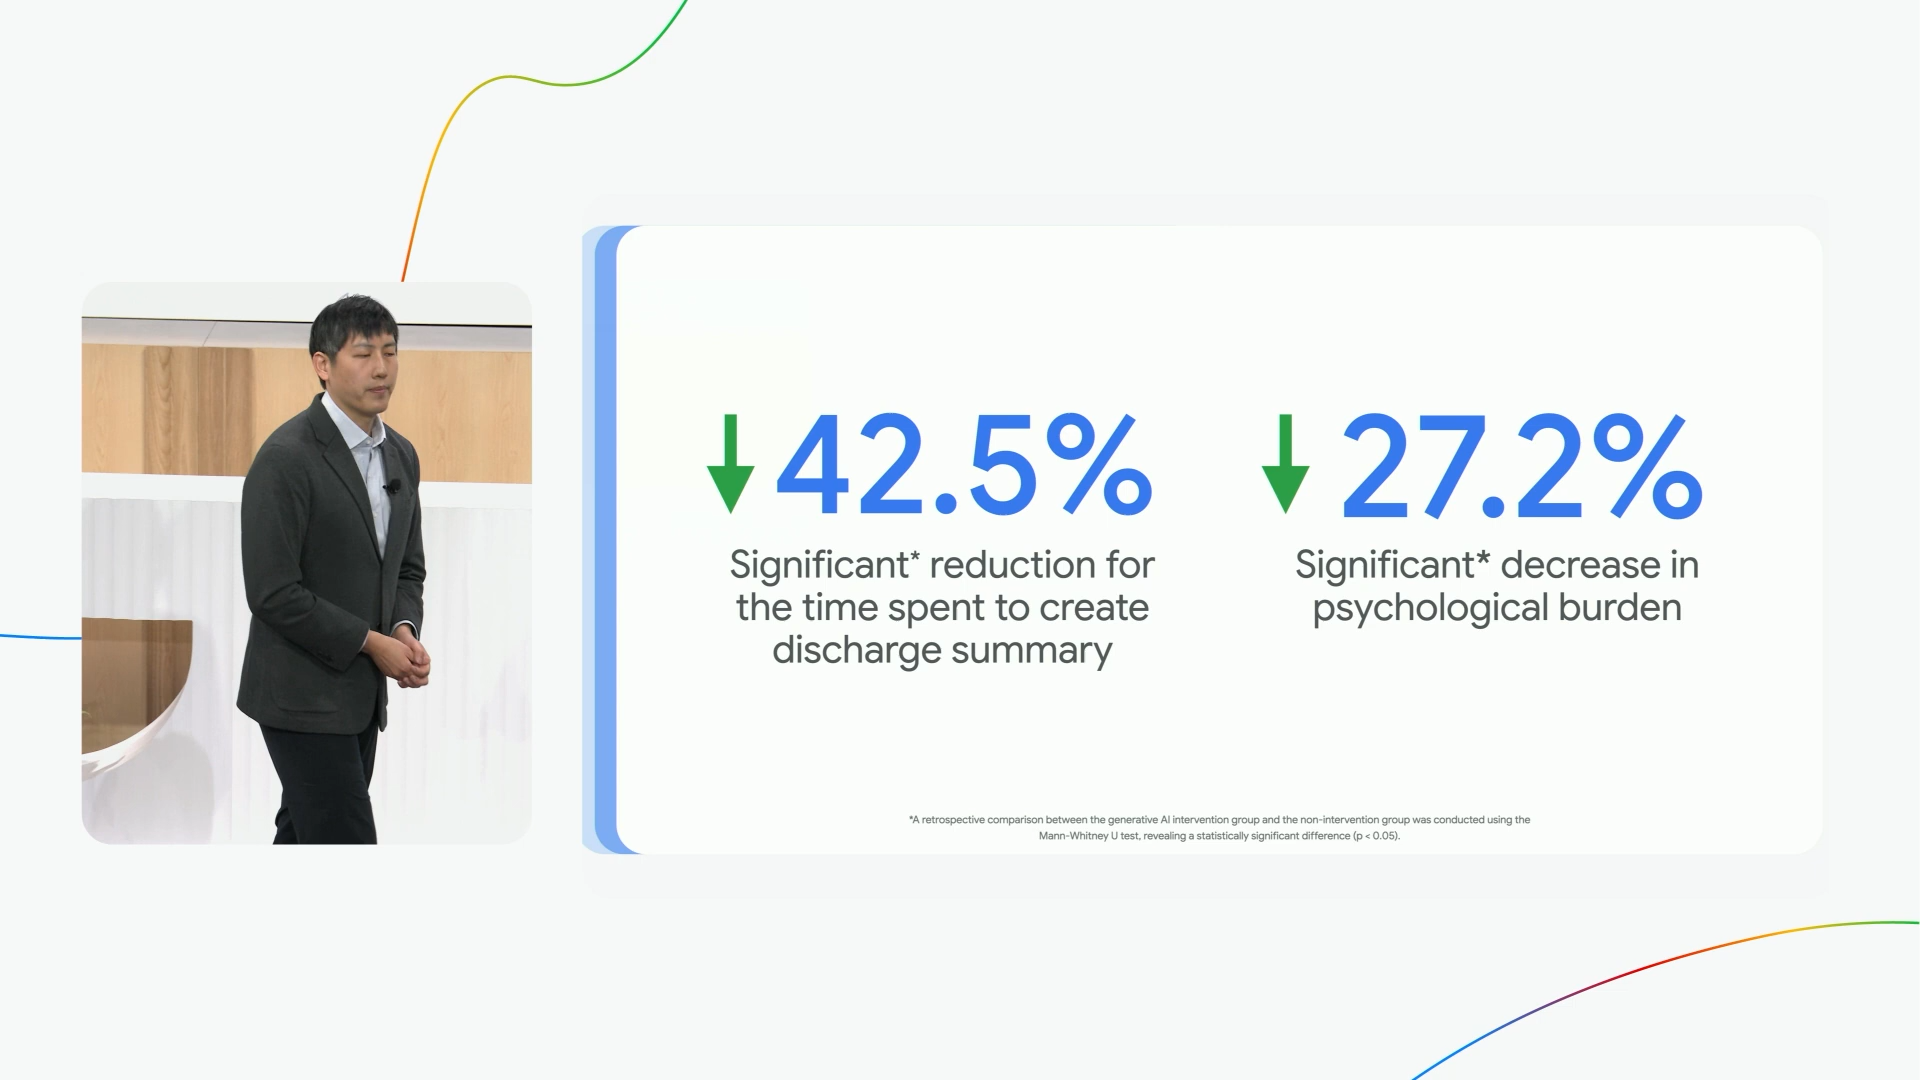 42.5%
Significant* reduction for
the time spent to create
discharge summary
27.2%
Significant* decrease in
psychological burden
*A retrospective comparison between the generative AI intervention group and the non-intervention group was conducted using the
Mann-Whitney U test, revealing a statistically significant difference (p < 0.05).